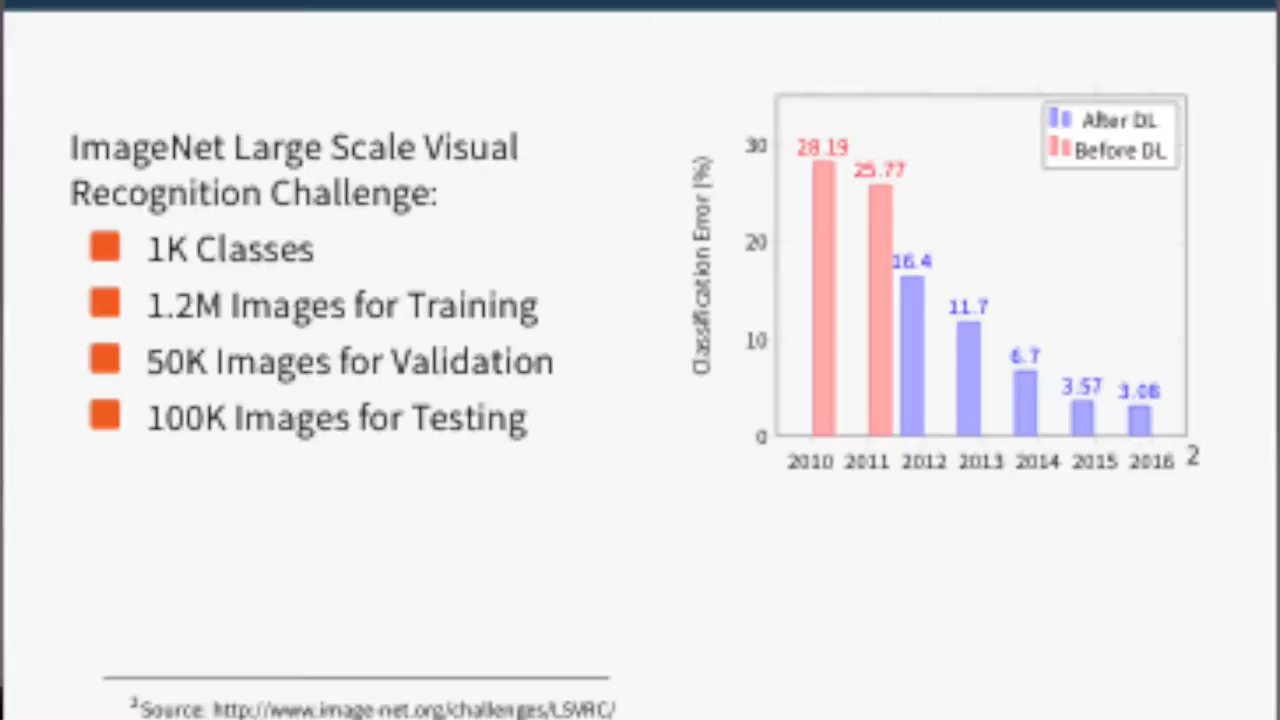 ImageNet Large Scale Visual
Recognition Challenge:
1K Classes
1.2M Images for Training
50K Images for Validation
100K Images for Testing
Classification Error (%)
30
20
10
0
28.19
25.77
16.4
11.7
6.7
3.57
3.08
After DL
Before DL
2010 2011 2012 2013 2014 2015 2016 2
2Source: http://www.image-net.org/challenges/LSVRC/